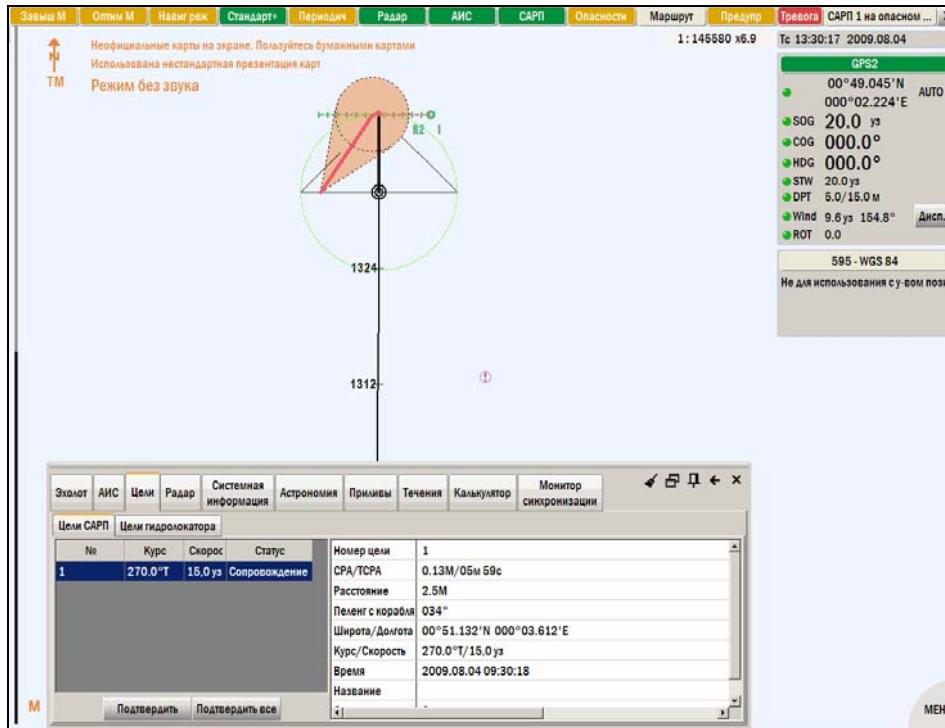 Завыш М Оптим М Навиг реж Стандарт+ Периодич Радар АИС САРП Опасности Маршрут Предупр Тревога САРП 1 на опасном ...
Неофициальные карты на экране. Пользуйтесь бумажными картами
Использована нестандартная презентация карт
Режим без звука
N
ТМ
1:145580 x6.9
Тс 13:30:17 2009.08.04
GPS2
00°49.045'N
000°02.224'E
AUTO
SOG 20.0 уз
COG 000.0°
HDG 000.0°
STW 20.0 уз
DPT 5.0/15.0 м
Wind 9.6 уз 154.8° Дисп.
ROT 0.0
595 - WGS 84
Не для использования с у-вом пози
R2 1
1324
1312
Эхолот АИС Цели Радар Системная информация Астрономия Приливы Течения Калькулятор Монитор синхронизации
Цели САРП Цели гидролокатора
№ Курс Скорос Статус
1 270.0°Т 15,0 уз Сопровождение
Номер цели 1
CPA/TCPA 0.13М/05м 59с
Расстояние 2.5М
Пеленг с корабля 034°
Широта/Долгота 00°51.132'N 000°03.612'E
Курс/Скорость 270.0°Т/15,0 уз
Время 2009.08.04 09:30:18
Название
Подтвердить Подтвердить все
М
МЕН